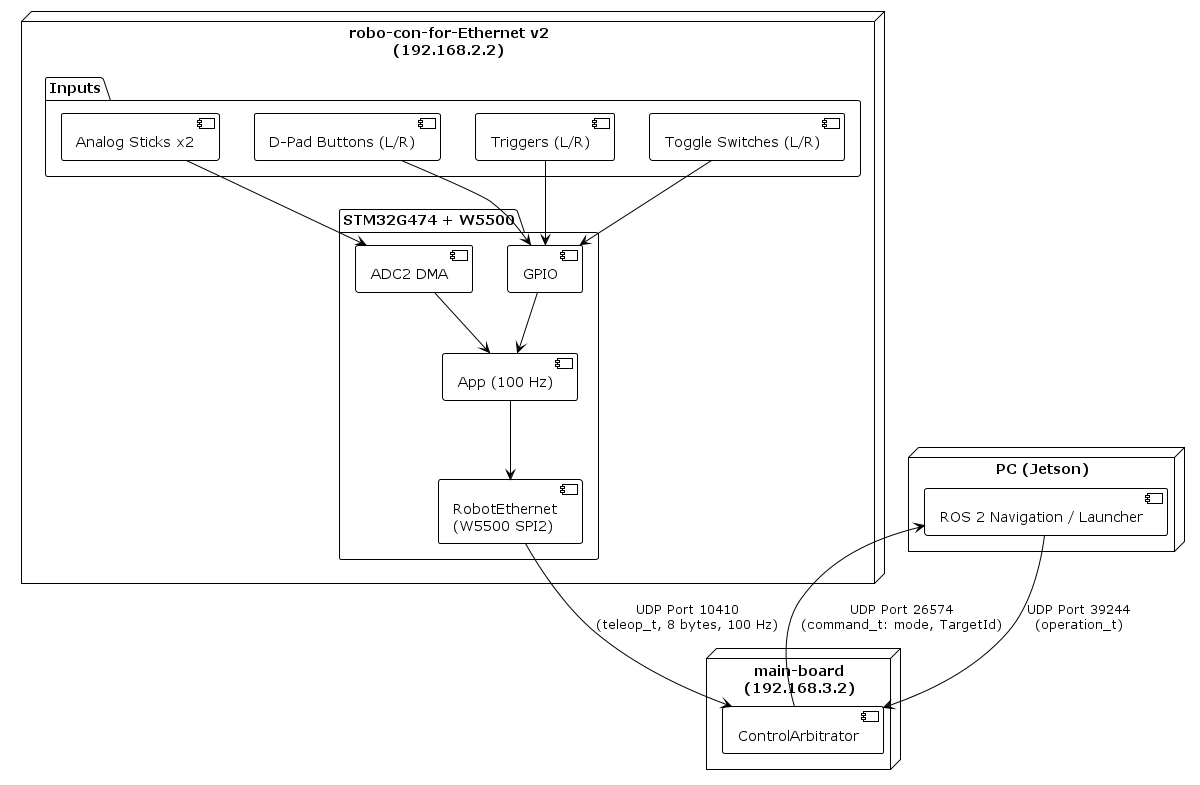 robo-con-for-Ethernet v2
(192.168.2.2)
Inputs
Analog Sticks x2
D-Pad Buttons (L/R)
Triggers (L/R)
Toggle Switches (L/R)
STM32G474 + W5500
ADC2 DMA
GPIO
App (100 Hz)
RobotEthernet
(W5500 SPI2)
PC (Jetson)
ROS 2 Navigation / Launcher
UDP Port 10410
(teleop_t, 8 bytes, 100 Hz)
UDP Port 26574
(command_t: mode, TargetId)
UDP Port 39244
(operation_t)
main-board
(192.168.3.2)
ControlArbitrator